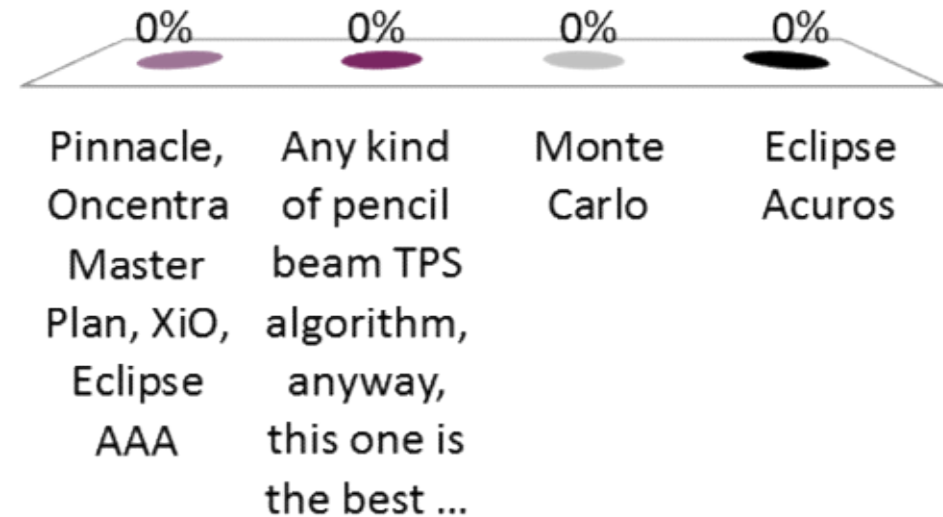 0% 0% 0% 0%
Pinnacle,
Oncentra
Master
Plan, XiO,
Eclipse
AAA
Any kind
of pencil
beam TPS
algorithm,
anyway,
this one is
the best ...
Monte
Carlo
Eclipse
Acuros